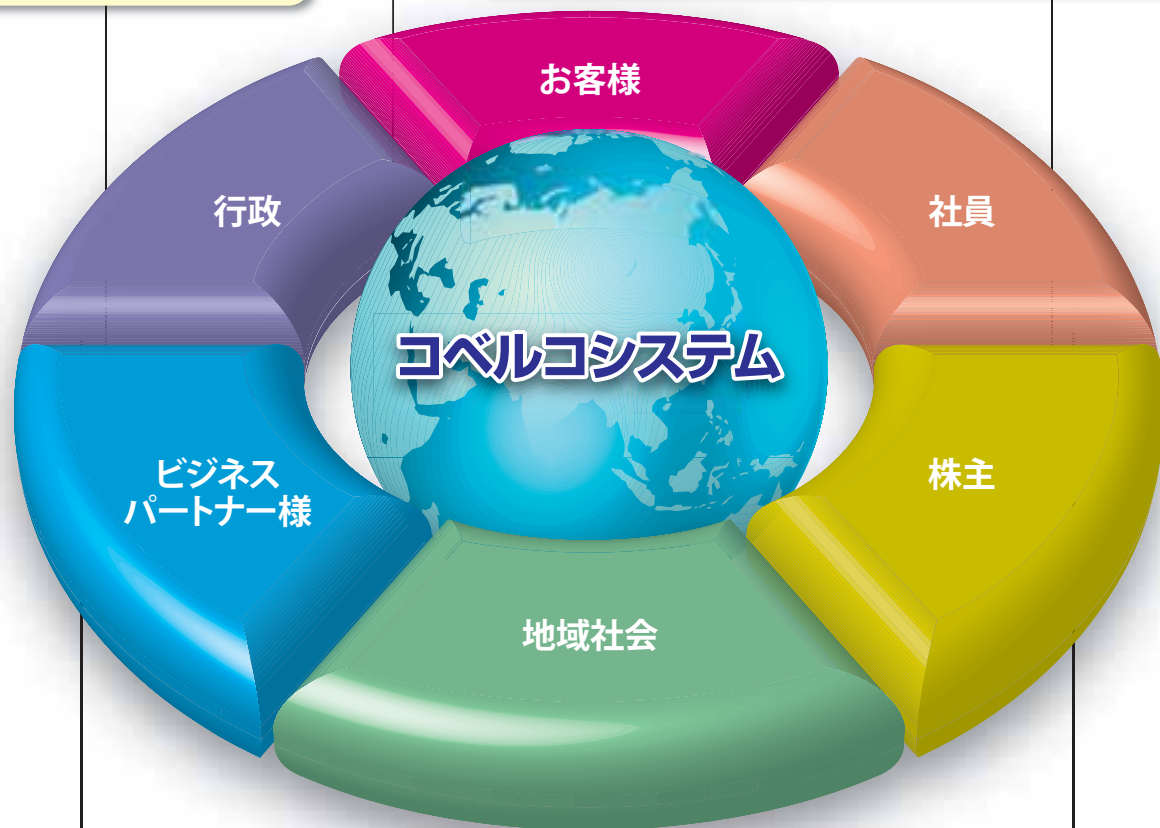 お客様
行政
社員
コベルコシステム
ビジネス
パートナー様
株主
地域社会